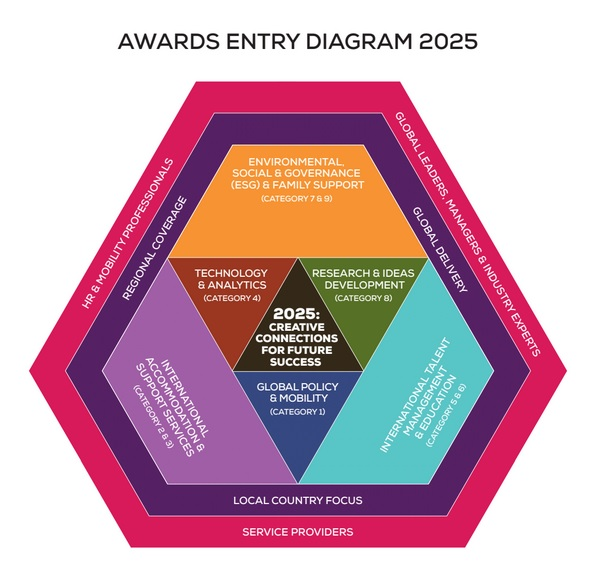 AWARDS ENTRY DIAGRAM 2025
HR & MOBILITY PROFESSIONALS
GLOBAL LEADERS, MANAGERS & INDUSTRY EXPERTS
REGIONAL COVERAGE
GLOBAL DELIVERY
ENVIRONMENTAL,
SOCIAL & GOVERNANCE
(ESG) & FAMILY SUPPORT
(CATEGORY 7 & 9)
TECHNOLOGY
& ANALYTICS
(CATEGORY 4)
RESEARCH & IDEAS
DEVELOPMENT
(CATEGORY 8)
2025:
CREATIVE
CONNECTIONS
FOR FUTURE
SUCCESS
INTERNATIONAL
ACCOMMODATION &
SUPPORT SERVICES
(CATEGORY 2 & 3)
GLOBAL POLICY
& MOBILITY
(CATEGORY 1)
INTERNATIONAL TALENT
MANAGEMENT
& EDUCATION
(CATEGORY 5 & 6)
LOCAL COUNTRY FOCUS
SERVICE PROVIDERS